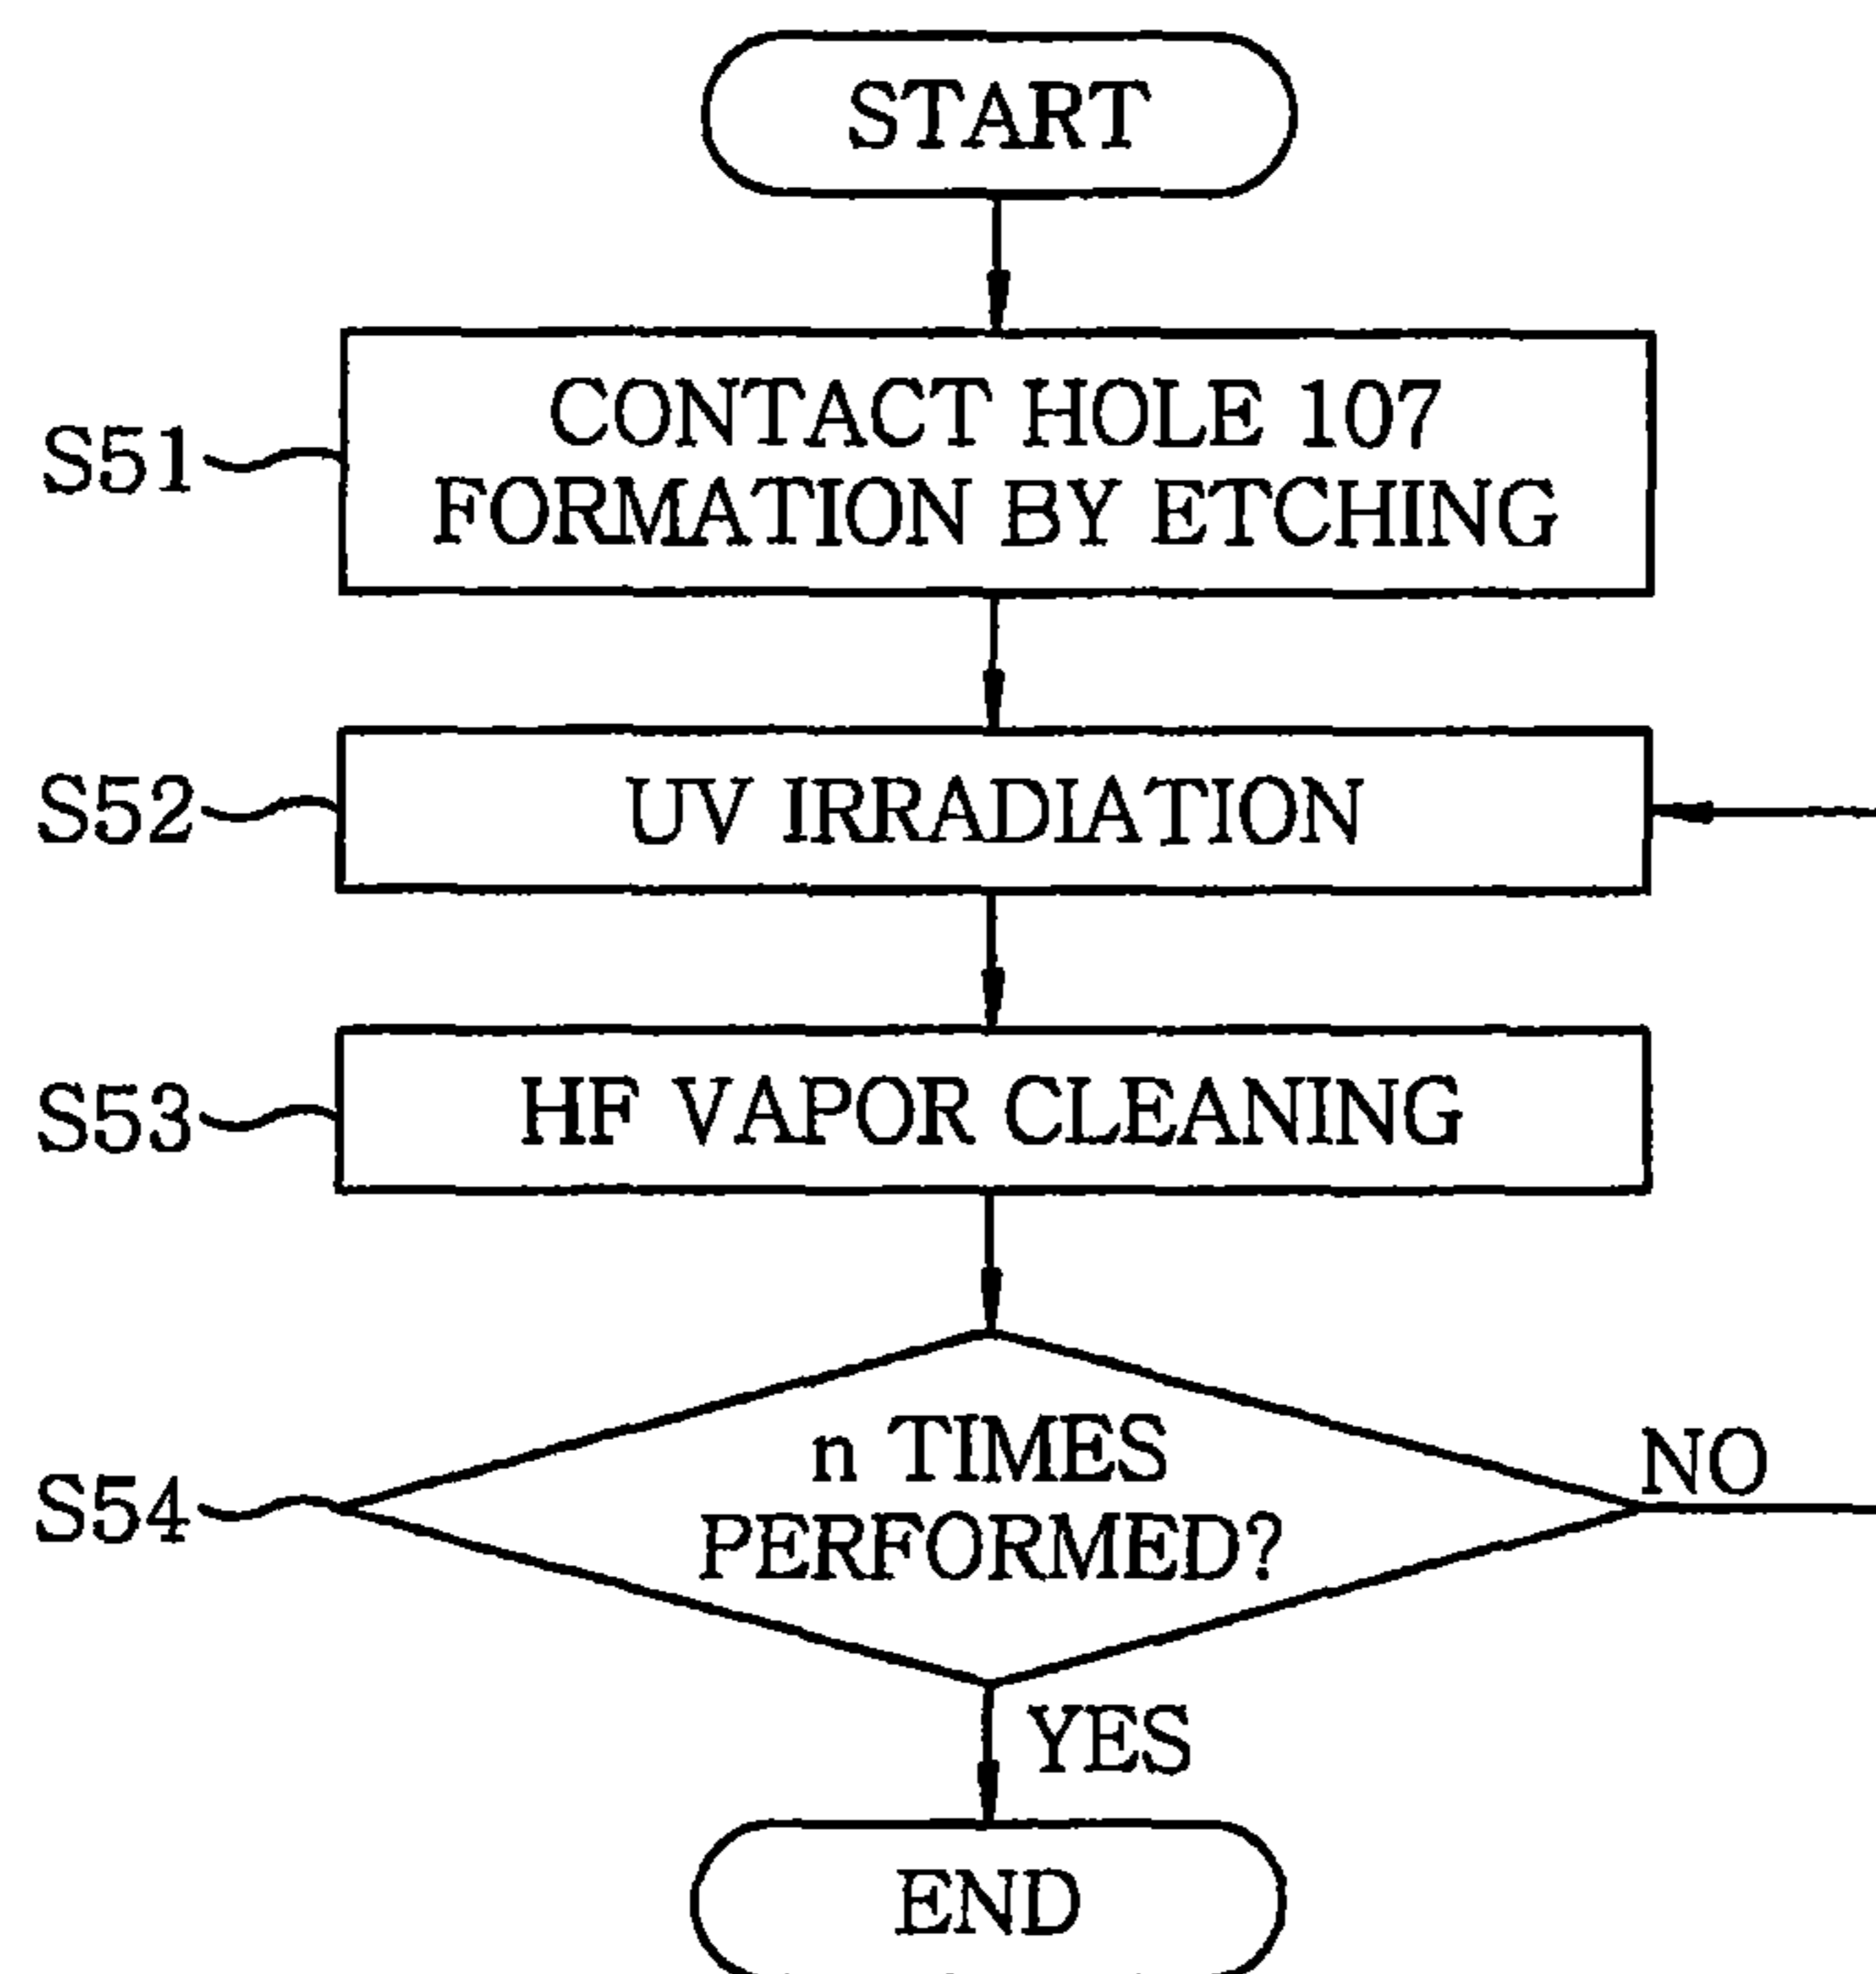 START
S51
CONTACT HOLE 107
FORMATION BY ETCHING
S52
UV IRRADIATION
S53
HF VAPOR CLEANING
S54
n TIMES
PERFORMED?
NO
YES
END